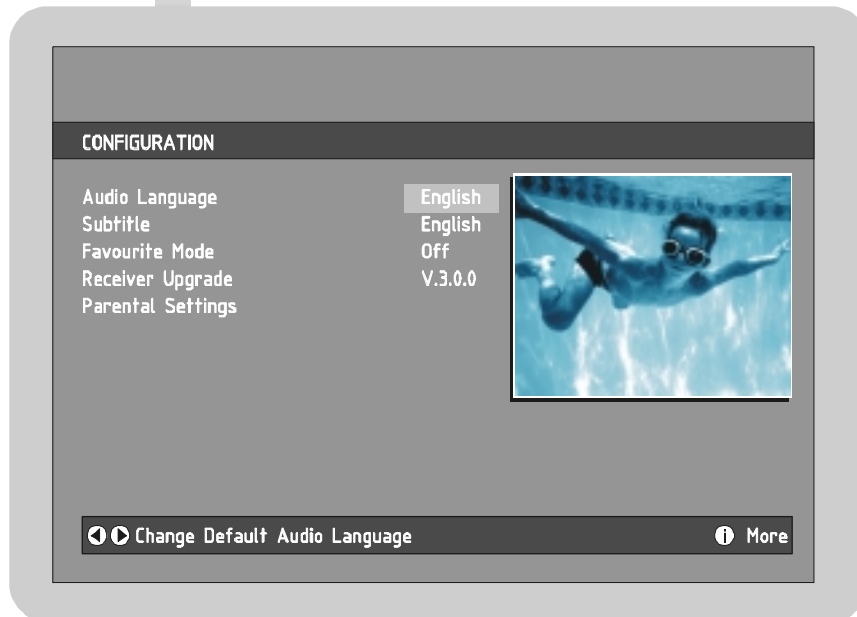 CONFIGURATION
Audio Language English
Subtitle English
Favourite Mode Off
Receiver Upgrade V.3.0.0
Parental Settings
Change Default Audio Language i More